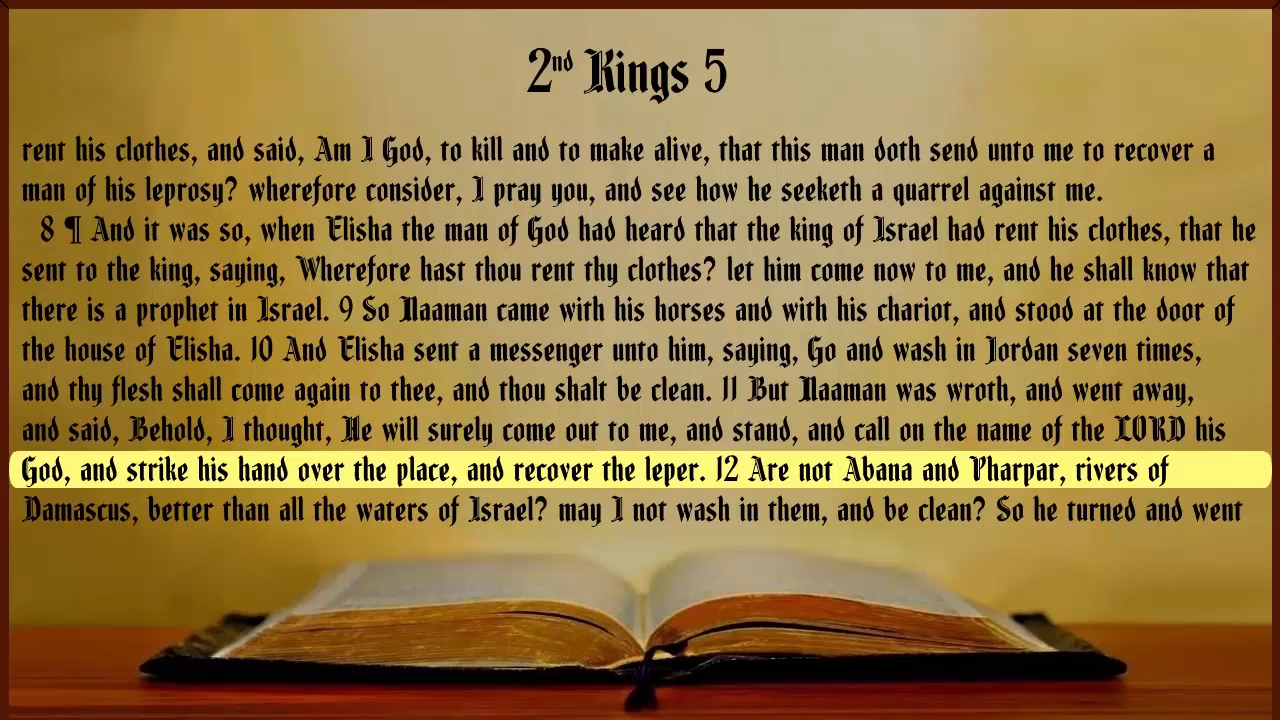 2nd Kings 5
rent his clothes, and said, Am I God, to kill and to make alive, that this man doth send unto me to recover a
man of his leprosy? wherefore consider, I pray you, and see how he seeketh a quarrel against me.
8 ¶ And it was so, when Elisha the man of God had heard that the king of Israel had rent his clothes, that he
sent to the king, saying, Wherefore hast thou rent thy clothes? let him come now to me, and he shall know that
there is a prophet in Israel. 9 So Naaman came with his horses and with his chariot, and stood at the door of
the house of Elisha. 10 And Elisha sent a messenger unto him, saying, Go and wash in Jordan seven times,
and thy flesh shall come again to thee, and thou shalt be clean. 11 But Naaman was wroth, and went away,
and said, Behold, I thought, He will surely come out to me, and stand, and call on the name of the LORD his
God, and strike his hand over the place, and recover the leper. 12 Are not Abana and Pharpar, rivers of
Damascus, better than all the waters of Israel? may I not wash in them, and be clean? So he turned and went